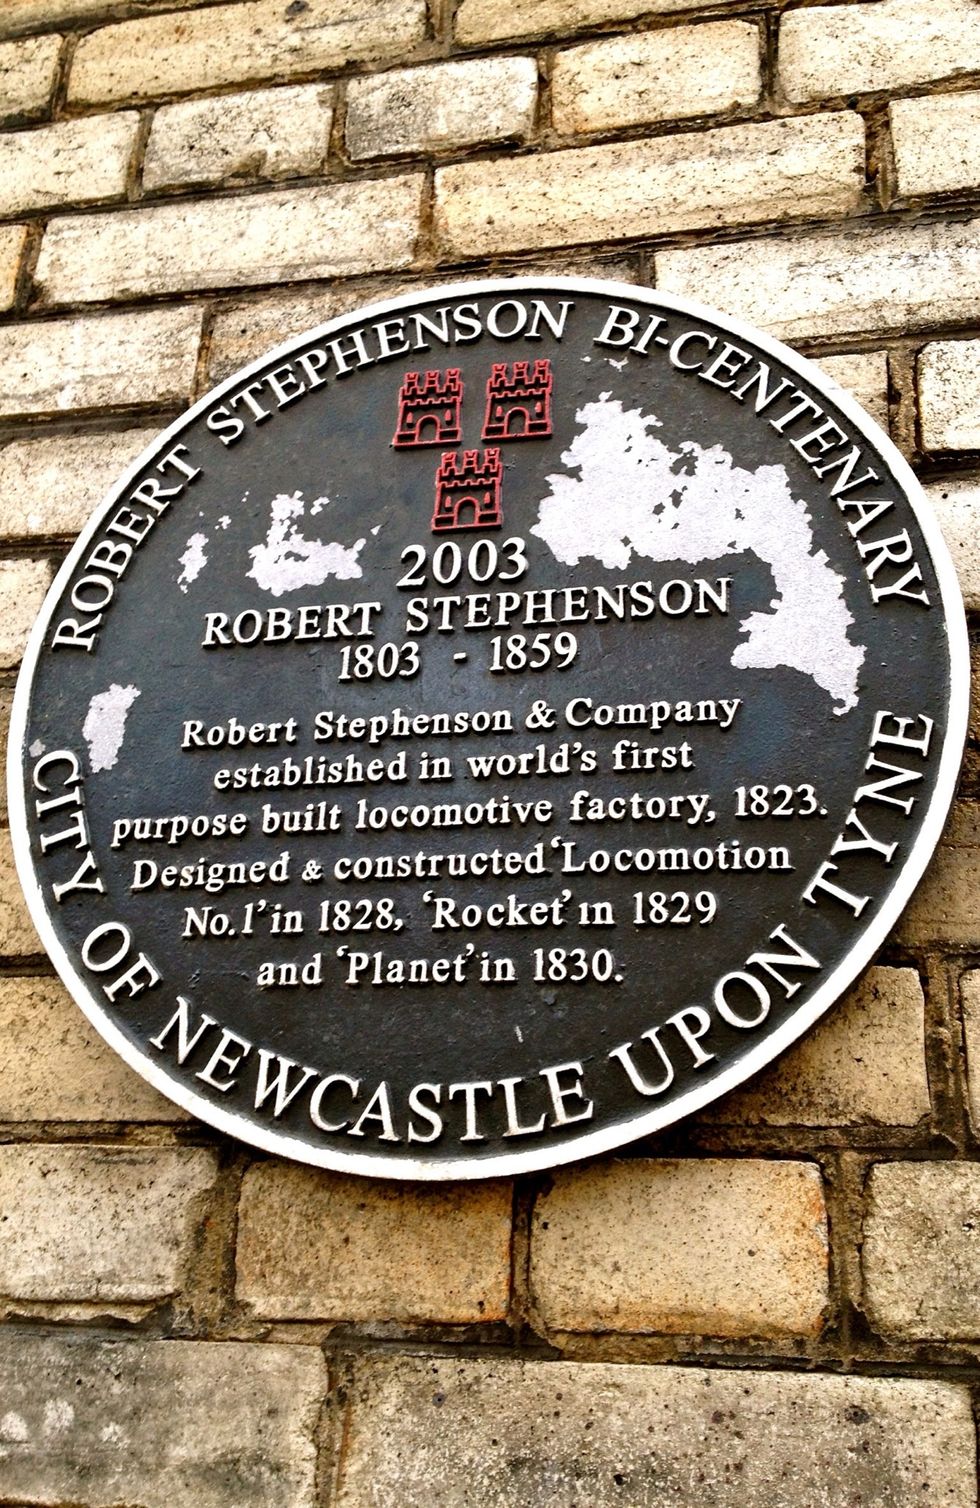 ROBERT STEPHENSON BI-CENTENARY
2003
ROBERT STEPHENSON
1803 - 1859
Robert Stephenson & Company
established in world's first
purpose built locomotive factory, 1823.
Designed & constructed 'Locomotion
No.1' in 1828, 'Rocket' in 1829
and 'Planet' in 1830.
CITY OF NEWCASTLE UPON TYNE